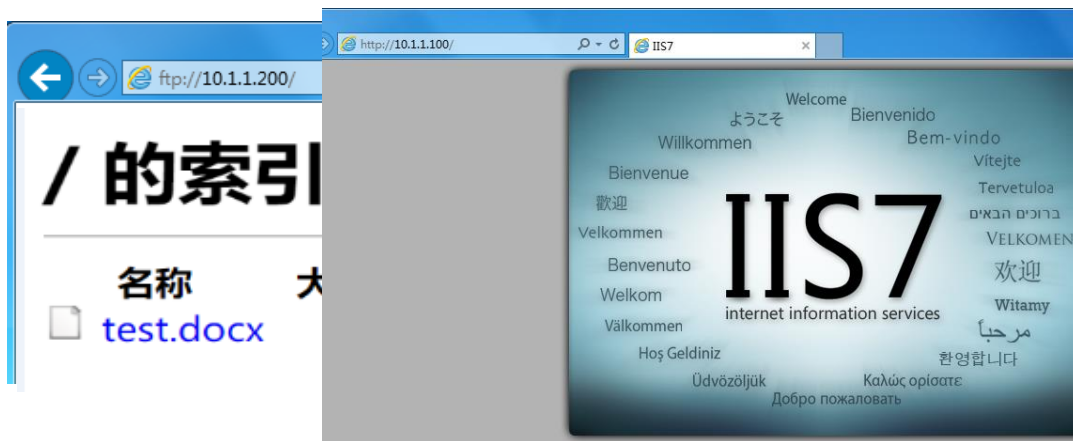 ftp://10.1.1.200/
/ 的索引
名称
test.docx
http://10.1.1.100/
IIS7
Welcome
ようこそ
Bienvenido
Willkommen
Bem-vindo
Vítejte
Bienvenue
Tervetuloa
歡迎
ברוכים הבאים
Velkommen
VELKOMEN
Benvenuto
欢迎
Welkom
Witamy
Välkommen
مرحباً
Hoş Geldiniz
환영합니다
Üdvözöljük
Καλώς ορίσατε
Добро пожаловать
IIS7
internet information services